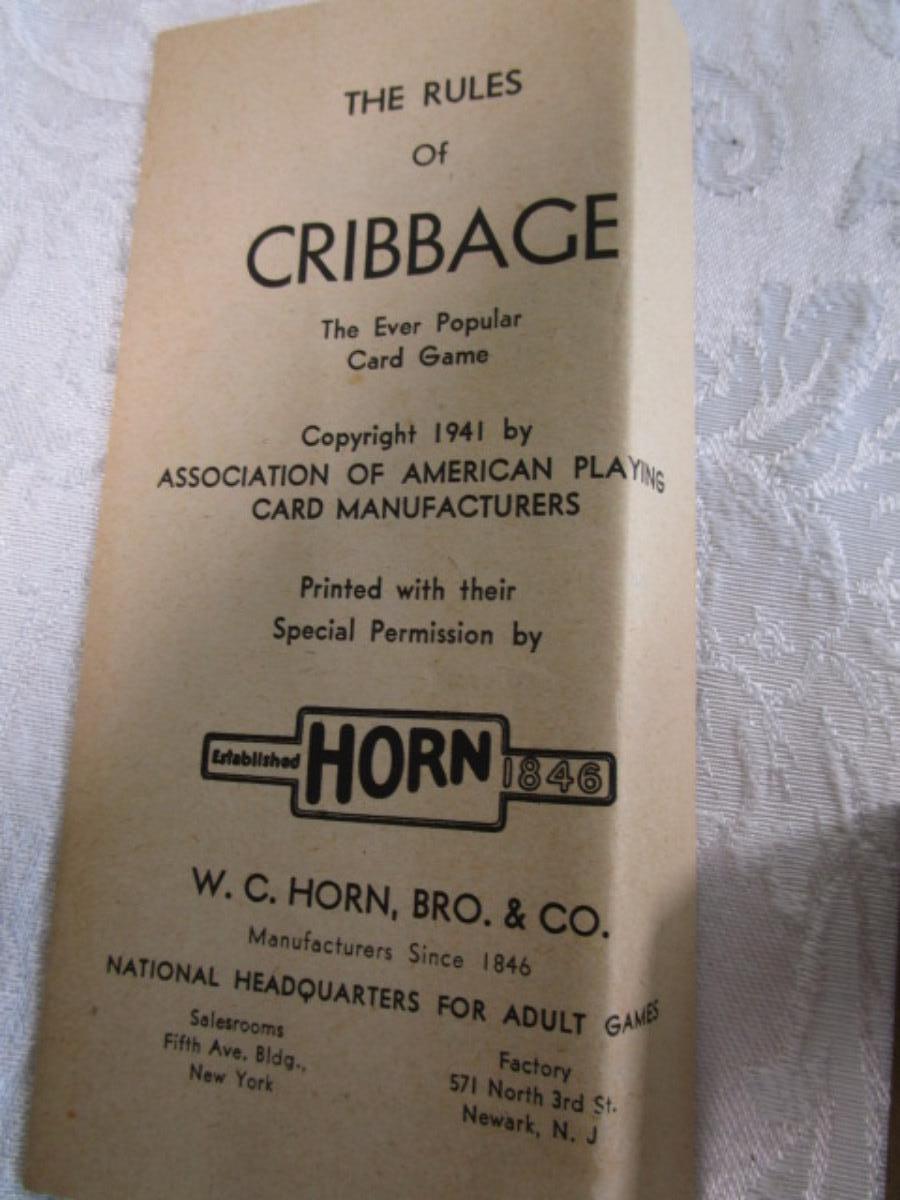 THE RULES
Of
CRIBBAGE
The Ever Popular
Card Game
Copyright 1941 by
ASSOCIATION OF AMERICAN PLAYING
CARD MANUFACTURERS
Printed with their
Special Permission by
Established HORN 1846
W. C. HORN, BRO. & CO.
Manufacturers Since 1846
NATIONAL HEADQUARTERS FOR ADULT GAMES
Salesrooms
Fifth Ave. Bldg.,
New York
Factory
571 North 3rd St.
Newark, N. J